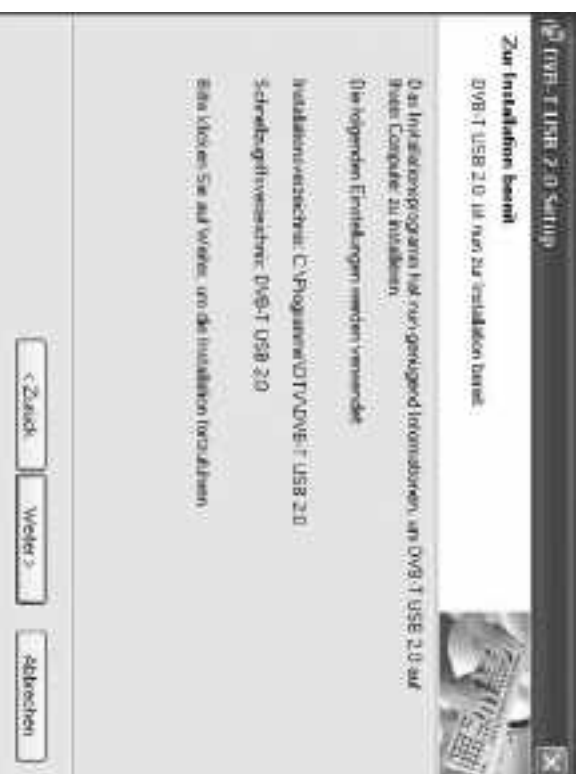 DVB-T USB 2.0 Setup
Zur Installation bereit
DVB-T USB 2.0 ist nun zur Installation bereit.
Das Installationsprogramm hat nun genügend Informationen, um DVB-T USB 2.0 auf
Ihrem Computer zu installieren.
Die folgenden Einstellungen werden verwendet:
Installationsverzeichnis: C:\Programme\DTV\DVB-T USB 2.0
Schnellzugriffsverzeichnis: DVB-T USB 2.0
Bitte klicken Sie auf Weiter, um die Installation fortzuführen.
< Zurück
Weiter >
Abbrechen